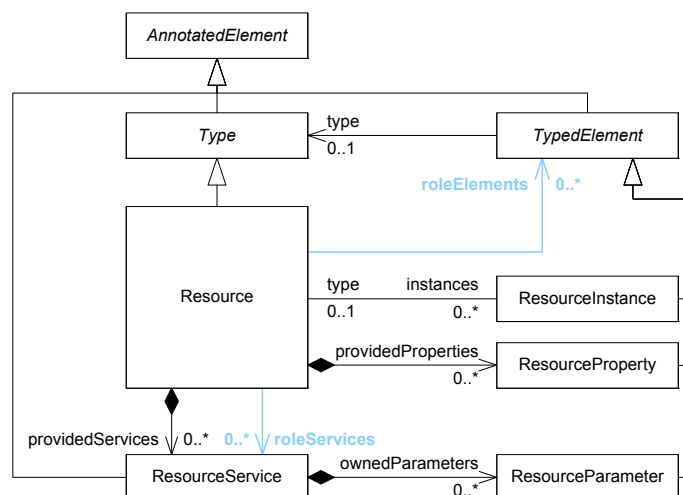 AnnotatedElement
Type
type
0..1
TypedElement
roleElements 0..*
Resource
type
0..1
instances
0..*
ResourceInstance
providedProperties
0..*
ResourceProperty
providedServices 0..*
0..* roleServices
ResourceService
ownedParameters
0..*
ResourceParameter